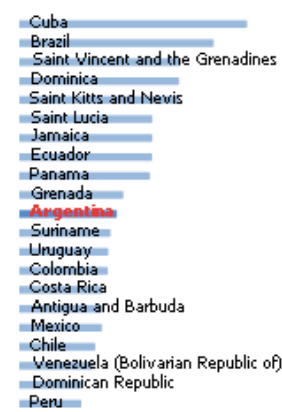 Cuba
Brazil
Saint Vincent and the Grenadines
Dominica
Saint Kitts and Nevis
Saint Lucia
Jamaica
Ecuador
Panama
Grenada
Argentina
Suriname
Uruguay
Colombia
Costa Rica
Antigua and Barbuda
Mexico
Chile
Venezuela (Bolivarian Republic of)
Dominican Republic
Peru